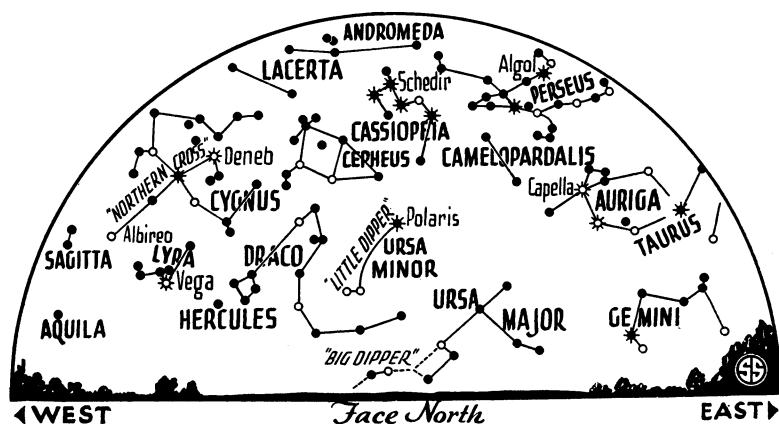 ANDROMEDA
LACERTA
Schedir
Algol
PERSEUS
CASSIOPEIA
CEPHEUS
CAMELOPARDALIS
"NORTHERN CROSS"
Deneb
CYGNUS
Capella
AURIGA
TAURUS
Albireo
SAGITTA
LYRA
Vega
DRACO
"LITTLE DIPPER"
Polaris
URSA
MINOR
HERCULES
AQUILA
URSA
MAJOR
GEMINI
"BIG DIPPER"
SS
WEST
Face North
EAST